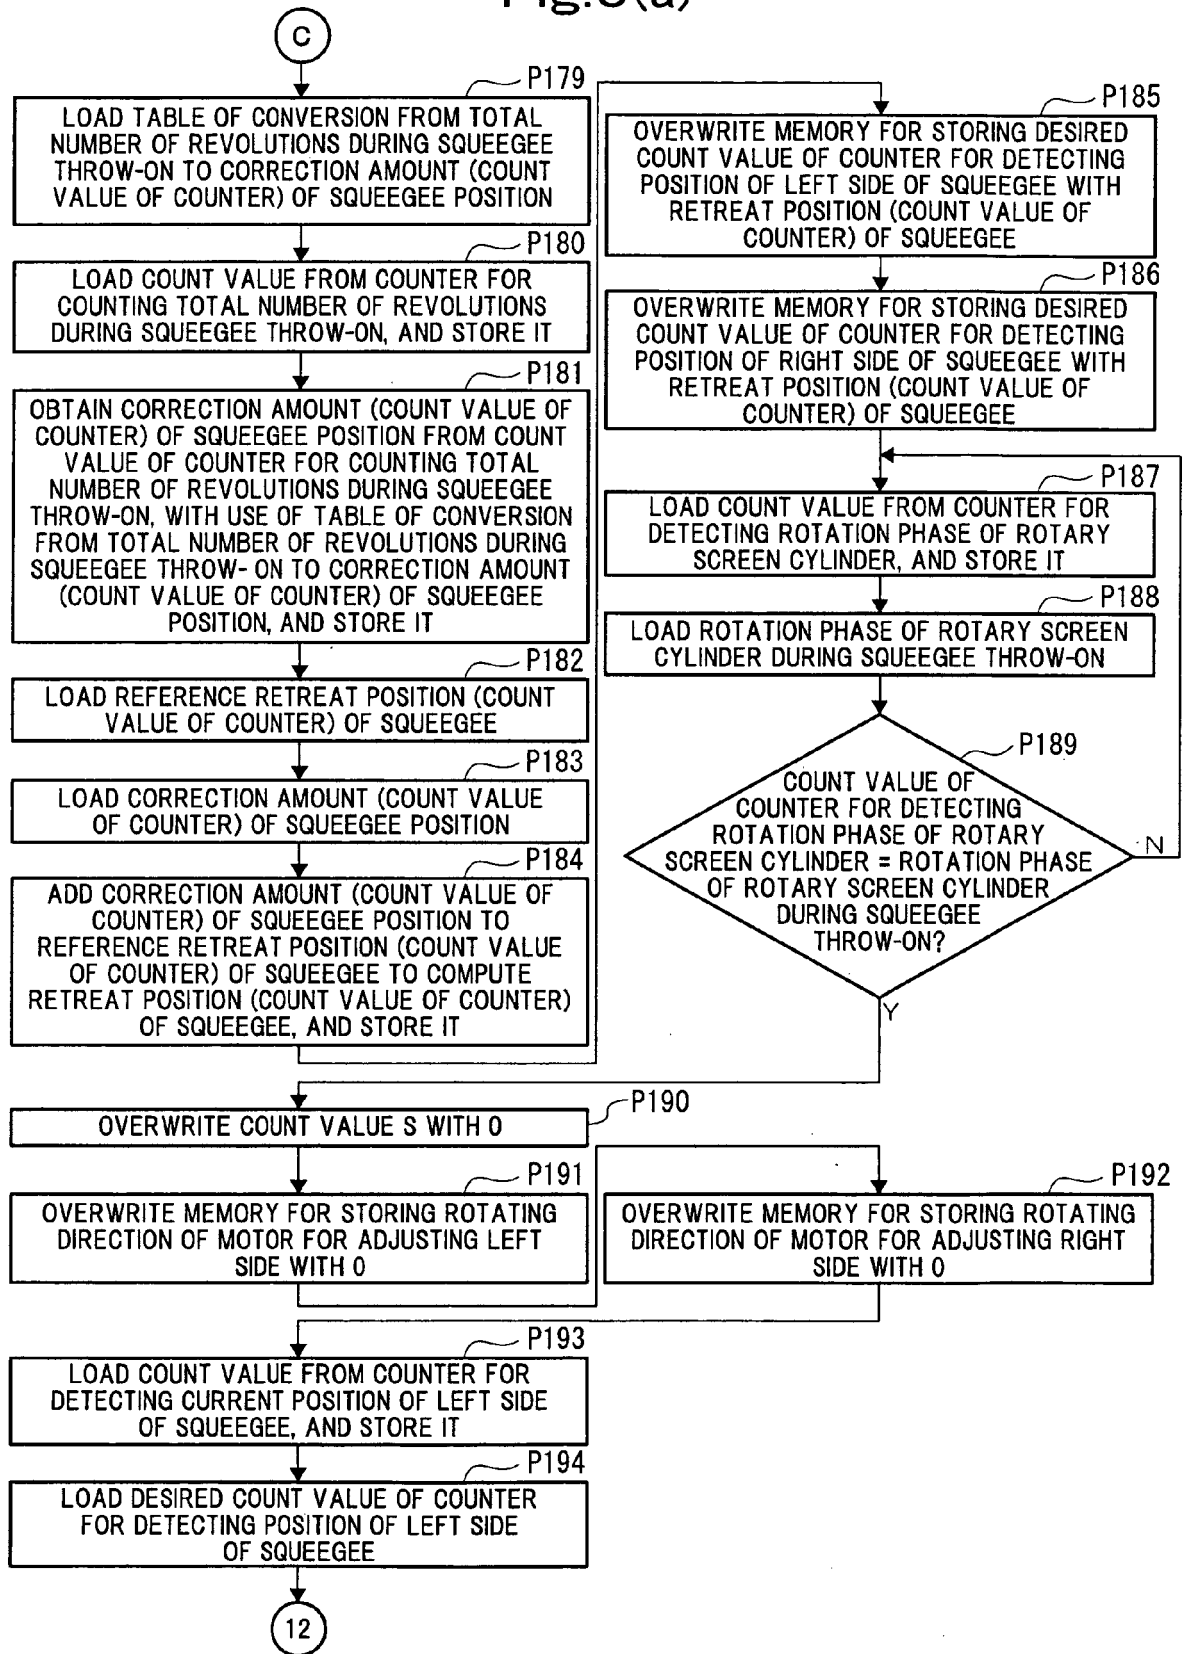 C
P179
LOAD TABLE OF CONVERSION FROM TOTAL
NUMBER OF REVOLUTIONS DURING SQUEEGEE
THROW-ON TO CORRECTION AMOUNT (COUNT
VALUE OF COUNTER) OF SQUEEGEE POSITION
P180
LOAD COUNT VALUE FROM COUNTER FOR
COUNTING TOTAL NUMBER OF REVOLUTIONS
DURING SQUEEGEE THROW-ON, AND STORE IT
P181
OBTAIN CORRECTION AMOUNT (COUNT VALUE OF
COUNTER) OF SQUEEGEE POSITION FROM COUNT
VALUE OF COUNTER FOR COUNTING TOTAL
NUMBER OF REVOLUTIONS DURING SQUEEGEE
THROW-ON, WITH USE OF TABLE OF CONVERSION
FROM TOTAL NUMBER OF REVOLUTIONS DURING
SQUEEGEE THROW- ON TO CORRECTION AMOUNT
(COUNT VALUE OF COUNTER) OF SQUEEGEE
POSITION, AND STORE IT
P182
LOAD REFERENCE RETREAT POSITION (COUNT
VALUE OF COUNTER) OF SQUEEGEE
P183
LOAD CORRECTION AMOUNT (COUNT VALUE
OF COUNTER) OF SQUEEGEE POSITION
P184
ADD CORRECTION AMOUNT (COUNT VALUE OF
COUNTER) OF SQUEEGEE POSITION TO
REFERENCE RETREAT POSITION (COUNT VALUE
OF COUNTER) OF SQUEEGEE TO COMPUTE
RETREAT POSITION (COUNT VALUE OF COUNTER)
OF SQUEEGEE, AND STORE IT
P185
OVERWRITE MEMORY FOR STORING DESIRED
COUNT VALUE OF COUNTER FOR DETECTING
POSITION OF LEFT SIDE OF SQUEEGEE WITH
RETREAT POSITION (COUNT VALUE OF
COUNTER) OF SQUEEGEE
P186
OVERWRITE MEMORY FOR STORING DESIRED
COUNT VALUE OF COUNTER FOR DETECTING
POSITION OF RIGHT SIDE OF SQUEEGEE WITH
RETREAT POSITION (COUNT VALUE OF
COUNTER) OF SQUEEGEE
P187
LOAD COUNT VALUE FROM COUNTER FOR
DETECTING ROTATION PHASE OF ROTARY
SCREEN CYLINDER, AND STORE IT
P188
LOAD ROTATION PHASE OF ROTARY SCREEN
CYLINDER DURING SQUEEGEE THROW-ON
P189
COUNT VALUE OF
COUNTER FOR DETECTING
ROTATION PHASE OF ROTARY
SCREEN CYLINDER = ROTATION PHASE
OF ROTARY SCREEN CYLINDER
DURING SQUEEGEE
THROW-ON?
N
Y
P190
OVERWRITE COUNT VALUE S WITH 0
P191
OVERWRITE MEMORY FOR STORING ROTATING
DIRECTION OF MOTOR FOR ADJUSTING LEFT
SIDE WITH 0
P192
OVERWRITE MEMORY FOR STORING ROTATING
DIRECTION OF MOTOR FOR ADJUSTING RIGHT
SIDE WITH 0
P193
LOAD COUNT VALUE FROM COUNTER FOR
DETECTING CURRENT POSITION OF LEFT SIDE
OF SQUEEGEE, AND STORE IT
P194
LOAD DESIRED COUNT VALUE OF COUNTER
FOR DETECTING POSITION OF LEFT SIDE
OF SQUEEGEE
12